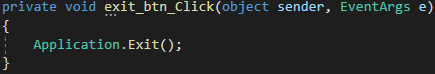 private void exit_btn_Click(object sender, EventArgs e)
{
    Application.Exit();
}